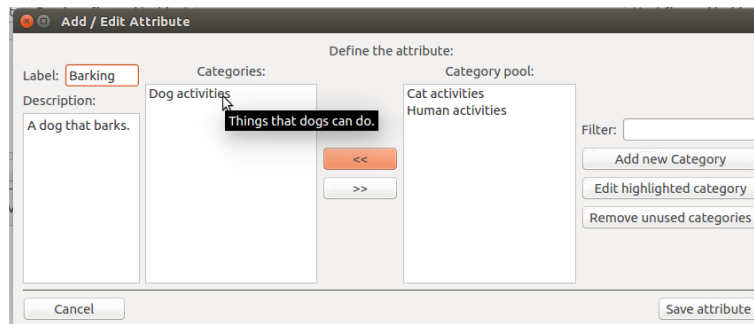 Add / Edit Attribute
Define the attribute:
Label: Barking
Categories:
Category pool:
Description:
A dog that barks.
Dog activities
Things that dogs can do.
Cat activities
Human activities
<<
>>
Filter:
Add new Category
Edit highlighted category
Remove unused categories
Cancel
Save attribute